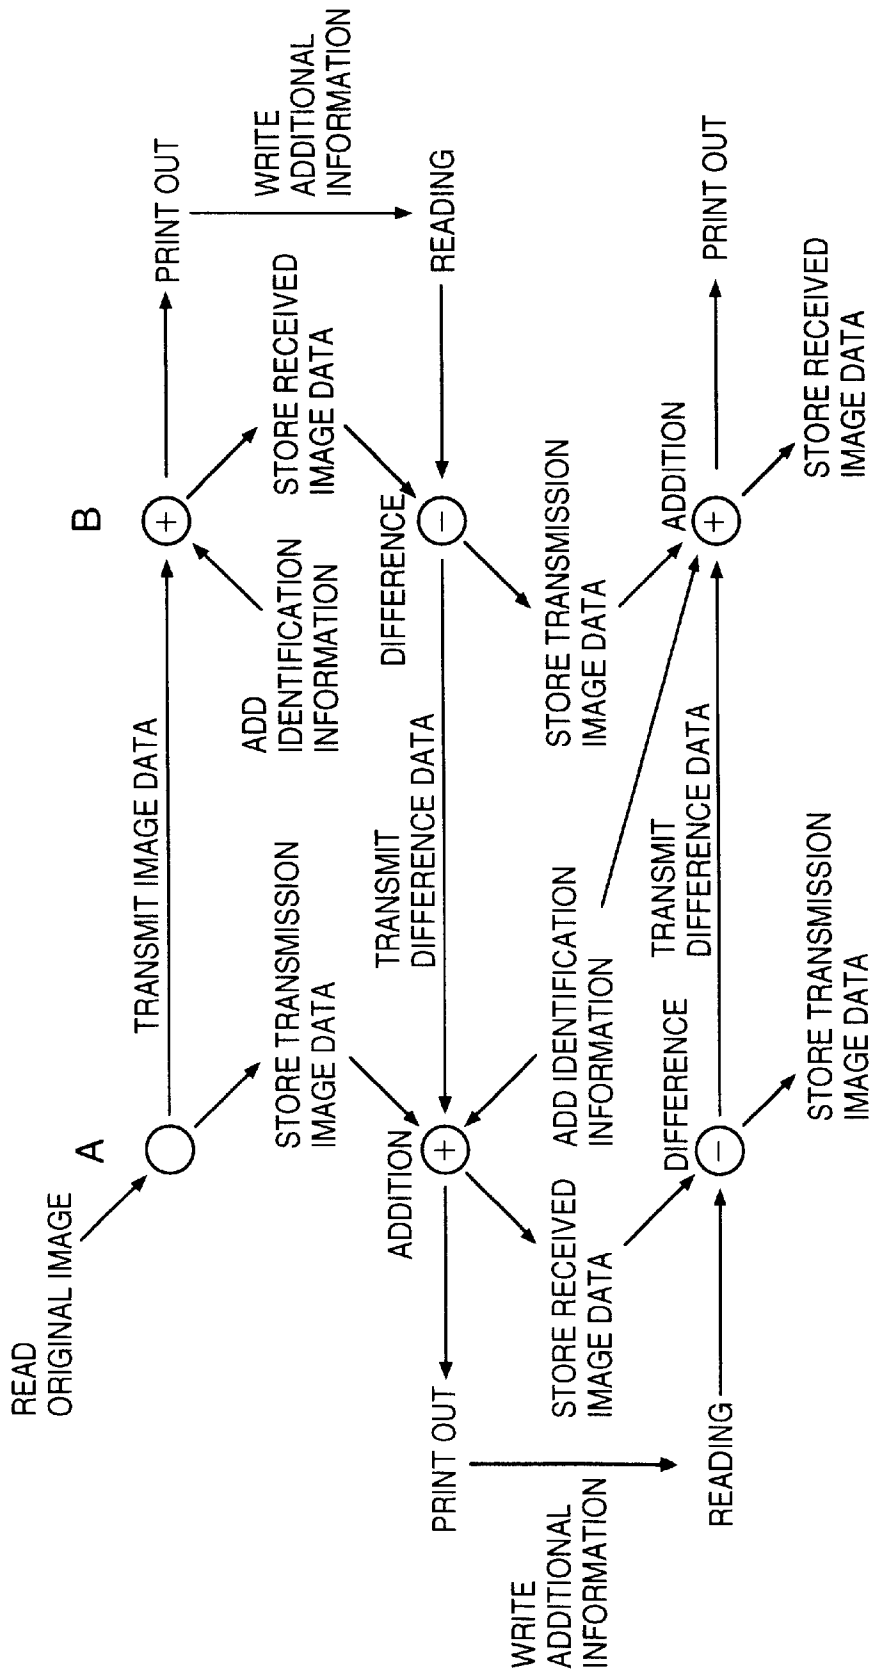 A
B
READ
ORIGINAL IMAGE
TRANSMIT IMAGE DATA
+
PRINT OUT
STORE TRANSMISSION
IMAGE DATA
ADD
IDENTIFICATION
INFORMATION
STORE RECEIVED
IMAGE DATA
WRITE
ADDITIONAL
INFORMATION
PRINT OUT
ADDITION
+
TRANSMIT
DIFFERENCE DATA
DIFFERENCE
−
READING
WRITE
ADDITIONAL
INFORMATION
STORE RECEIVED
IMAGE DATA
ADD IDENTIFICATION
INFORMATION
STORE TRANSMISSION
IMAGE DATA
READING
DIFFERENCE
−
TRANSMIT
DIFFERENCE DATA
ADDITION
+
PRINT OUT
STORE TRANSMISSION
IMAGE DATA
STORE RECEIVED
IMAGE DATA